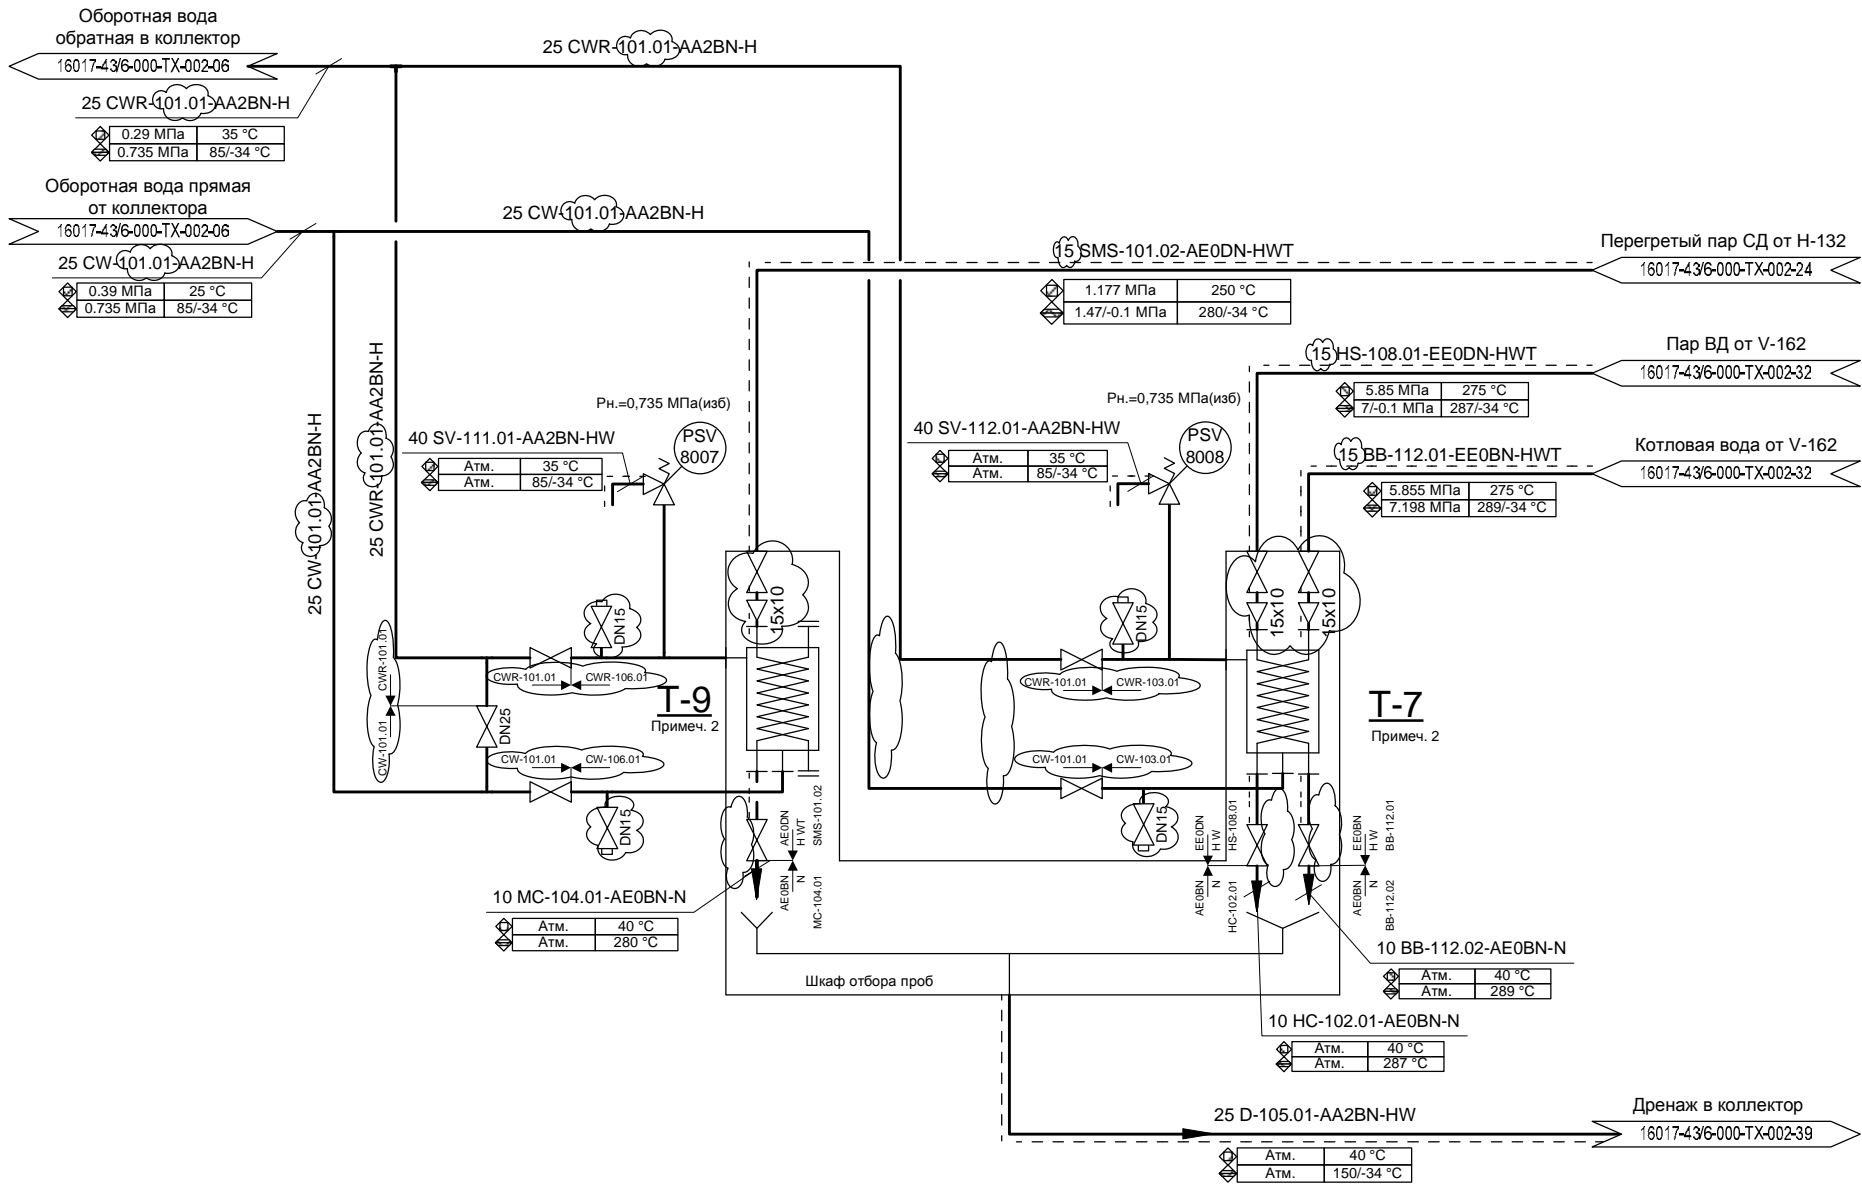 Оборотная вода
обратная в коллектор
16017-43/6-000-ТХ-002-06
25 CWR-101.01-AA2BN-H
25 CWR-101.01-AA2BN-H
0.29 МПа 35 °C
0.735 МПа 85/-34 °C
Оборотная вода прямая
от коллектора
16017-43/6-000-ТХ-002-06
25 CW-101.01-AA2BN-H
25 CW-101.01-AA2BN-H
0.39 МПа 25 °C
0.735 МПа 85/-34 °C
15 SMS-101.02-AE0DN-HWT
1.177 МПа 250 °C
1.47/-0.1 МПа 280/-34 °C
Перегретый пар СД от Н-132
16017-43/6-000-ТХ-002-24
Пар ВД от V-162
16017-43/6-000-ТХ-002-32
15 HS-108.01-EE0DN-HWT
5.85 МПа 275 °C
7/-0.1 МПа 287/-34 °C
Котловая вода от V-162
16017-43/6-000-ТХ-002-32
15 BB-112.01-EE0BN-HWT
5.855 МПа 275 °C
7.198 МПа 289/-34 °C
25 CW-101.01-AA2BN-H
25 CWR-101.01-AA2BN-H
Рн.=0,735 МПа(изб)
40 SV-111.01-AA2BN-HW
Атм. 35 °C
Атм. 85/-34 °C
PSV
8007
Рн.=0,735 МПа(изб)
40 SV-112.01-AA2BN-HW
Атм. 35 °C
Атм. 85/-34 °C
PSV
8008
DN15
15x10
DN15
15x10
15x10
CWR-101.01
CW-101.01
CWR-101.01 CWR-106.01
DN25
CW-101.01 CW-106.01
DN15
Т-9
Примеч. 2
CWR-101.01 CWR-103.01
CW-101.01 CW-103.01
DN15
Т-7
Примеч. 2
AE0DN
H WT
SMS-101.02
AE0BN
N
MC-104.01
EE0DN
H W
HS-108.01
AE0BN
N
HC-102.01
EE0BN
H W
BB-112.01
AE0BN
N
BB-112.02
10 MC-104.01-AE0BN-N
Атм. 40 °C
Атм. 280 °C
Шкаф отбора проб
10 BB-112.02-AE0BN-N
Атм. 40 °C
Атм. 289 °C
10 HC-102.01-AE0BN-N
Атм. 40 °C
Атм. 287 °C
25 D-105.01-AA2BN-HW
Атм. 40 °C
Атм. 150/-34 °C
Дренаж в коллектор
16017-43/6-000-ТХ-002-39